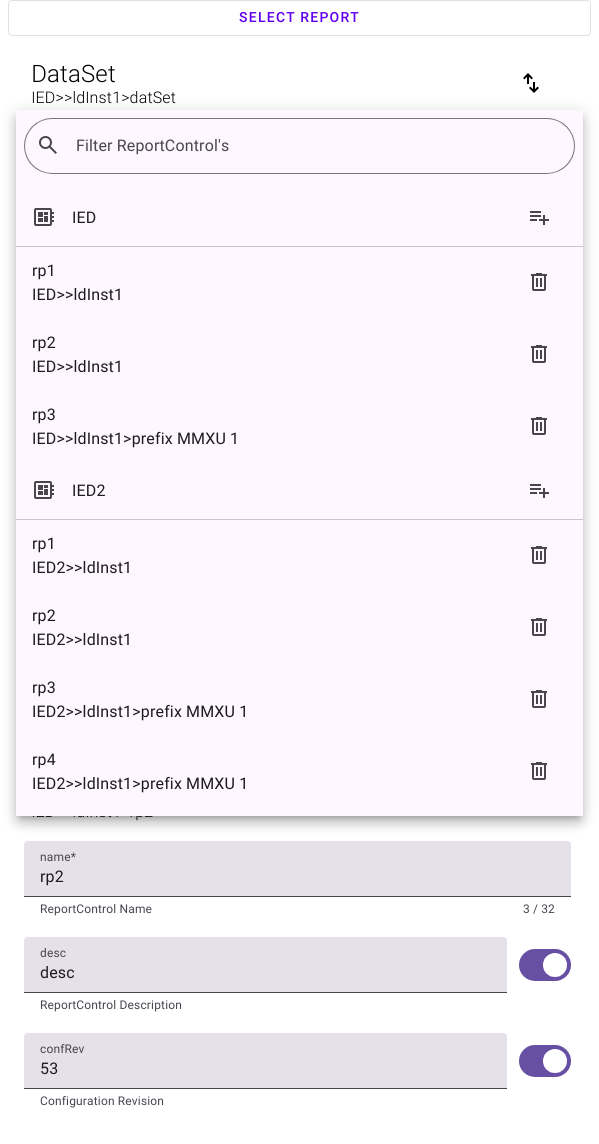 SELECT REPORT
DataSet
IED>>ldInst1>datSet
Filter ReportControl's
IED
rp1
IED>>ldInst1
rp2
IED>>ldInst1
rp3
IED>>ldInst1>prefix MMXU 1
IED2
rp1
IED2>>ldInst1
rp2
IED2>>ldInst1
rp3
IED2>>ldInst1>prefix MMXU 1
rp4
IED2>>ldInst1>prefix MMXU 1
name*
rp2
ReportControl Name
3 / 32
desc
desc
ReportControl Description
confRev
53
Configuration Revision